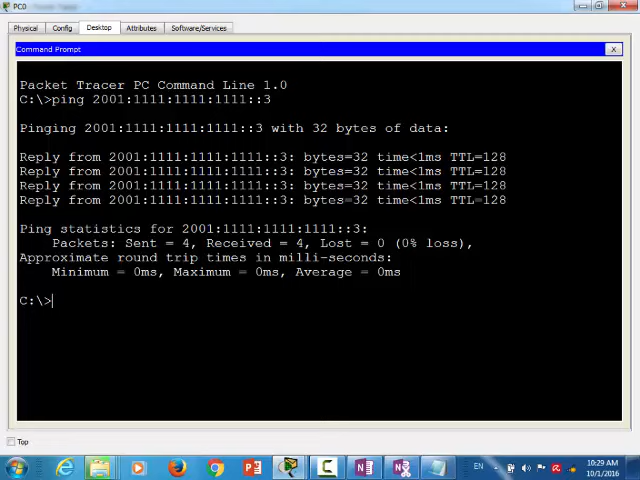 PC0
Physical Config Desktop Attributes Software/Services
Command Prompt X
Packet Tracer PC Command Line 1.0
C:\>ping 2001:1111:1111:1111::3
Pinging 2001:1111:1111:1111::3 with 32 bytes of data:
Reply from 2001:1111:1111:1111::3: bytes=32 time<1ms TTL=128
Reply from 2001:1111:1111:1111::3: bytes=32 time<1ms TTL=128
Reply from 2001:1111:1111:1111::3: bytes=32 time<1ms TTL=128
Reply from 2001:1111:1111:1111::3: bytes=32 time<1ms TTL=128
Ping statistics for 2001:1111:1111:1111::3:
Packets: Sent = 4, Received = 4, Lost = 0 (0% loss),
Approximate round trip times in milli-seconds:
Minimum = 0ms, Maximum = 0ms, Average = 0ms
C:\>
Top
EN 10:29 AM
10/1/2016